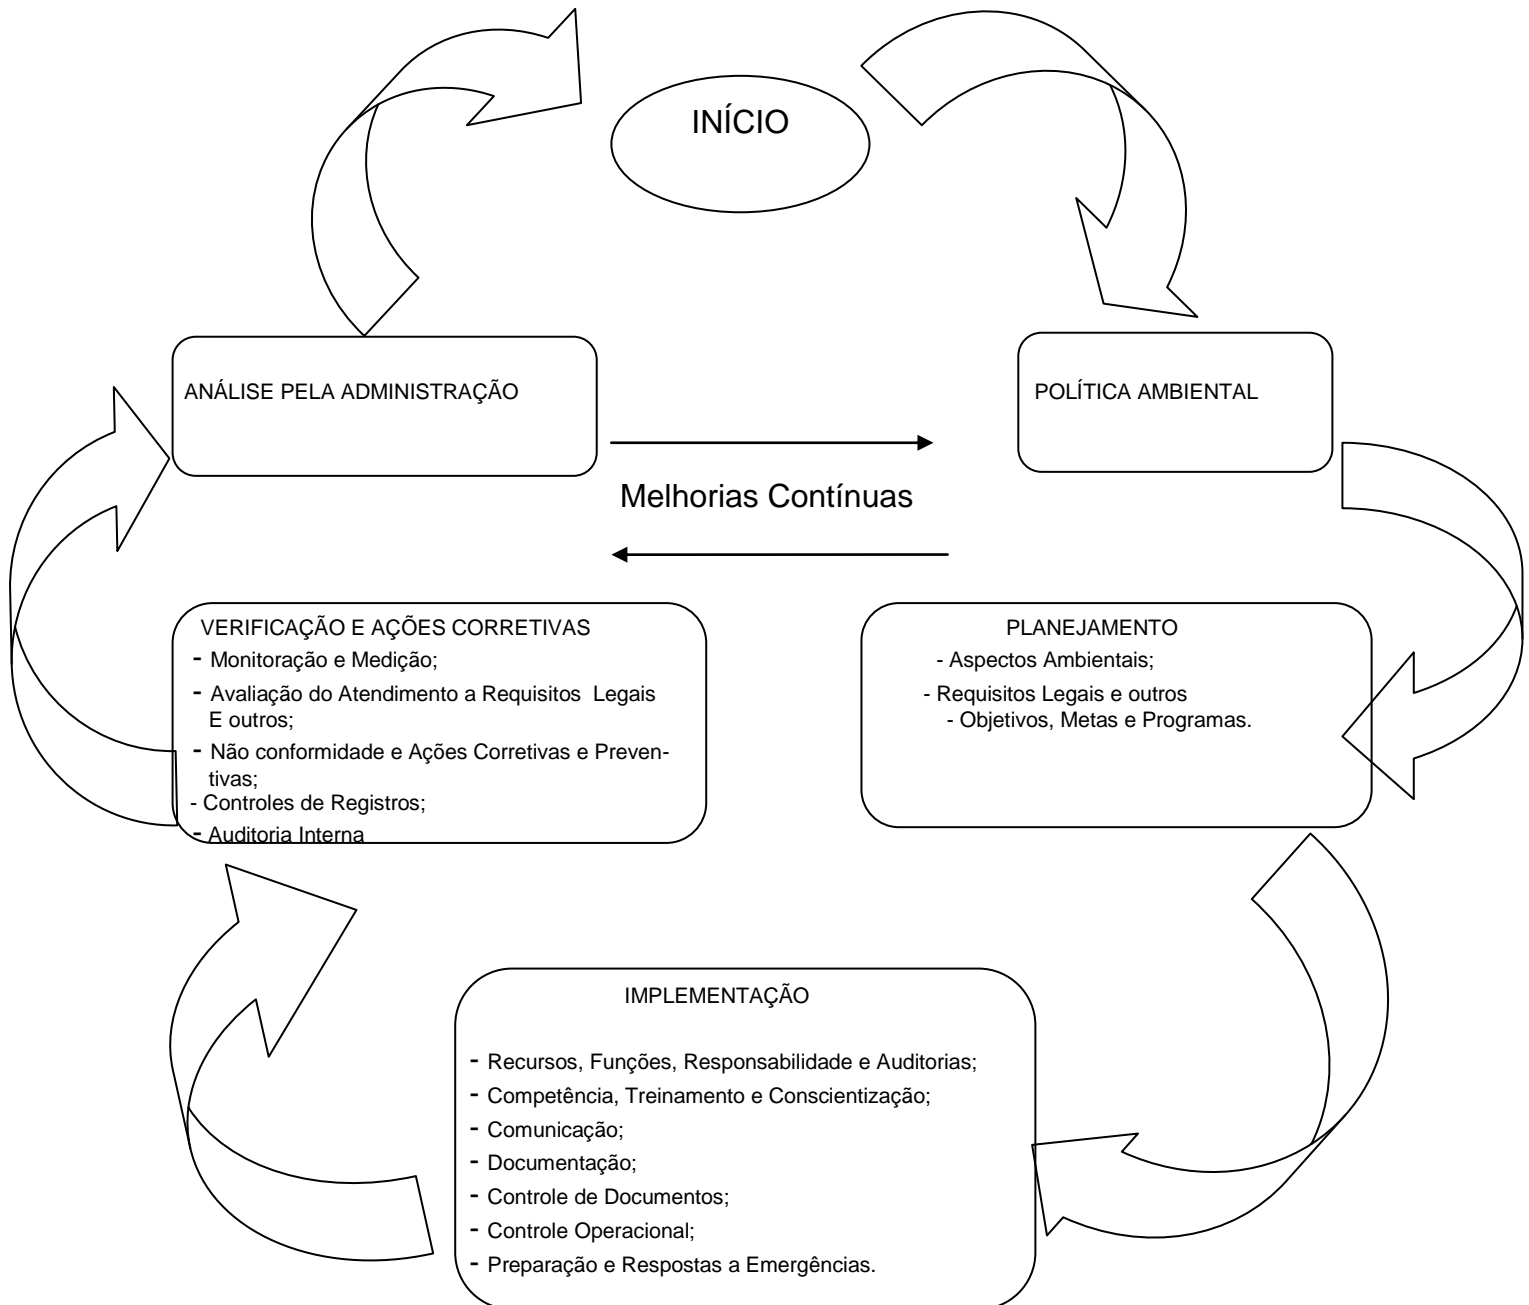 INÍCIO
ANÁLISE PELA ADMINISTRAÇÃO
POLÍTICA AMBIENTAL
Melhorias Contínuas
VERIFICAÇÃO E AÇÕES CORRETIVAS
- Monitoração e Medição;
- Avaliação do Atendimento a Requisitos Legais
E outros;
- Não conformidade e Ações Corretivas e Preven-
tivas;
- Controles de Registros;
- Auditoria Interna
PLANEJAMENTO
- Aspectos Ambientais;
- Requisitos Legais e outros
- Objetivos, Metas e Programas.
IMPLEMENTAÇÃO
- Recursos, Funções, Responsabilidade e Auditorias;
- Competência, Treinamento e Conscientização;
- Comunicação;
- Documentação;
- Controle de Documentos;
- Controle Operacional;
- Preparação e Respostas a Emergências.